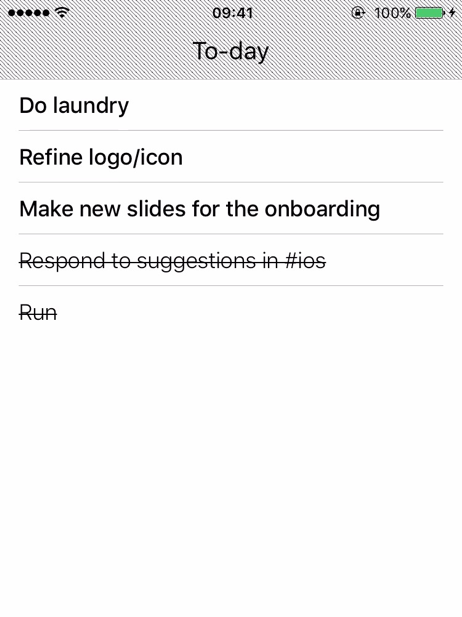 09:41
100%
To-day
Do laundry
Refine logo/icon
Make new slides for the onboarding
Respond to suggestions in #ios
Run